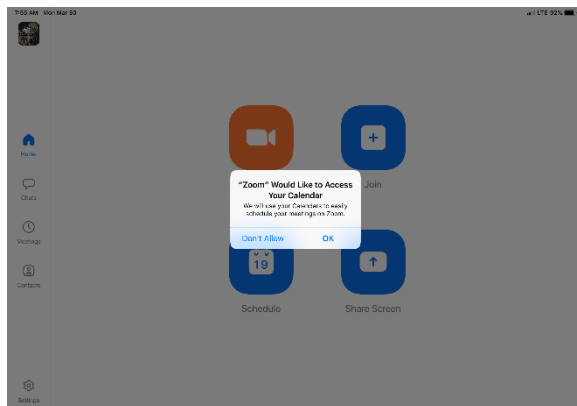 7:55 AM Mon Mar 30
LTE 92%
Home
Join
"Zoom" Would Like to Access
Your Calendar
We will use your Calendars to easily
schedule your meetings on Zoom.
Don't Allow OK
Chats
Meetings
Contacts
19
Schedule Share Screen
Settings